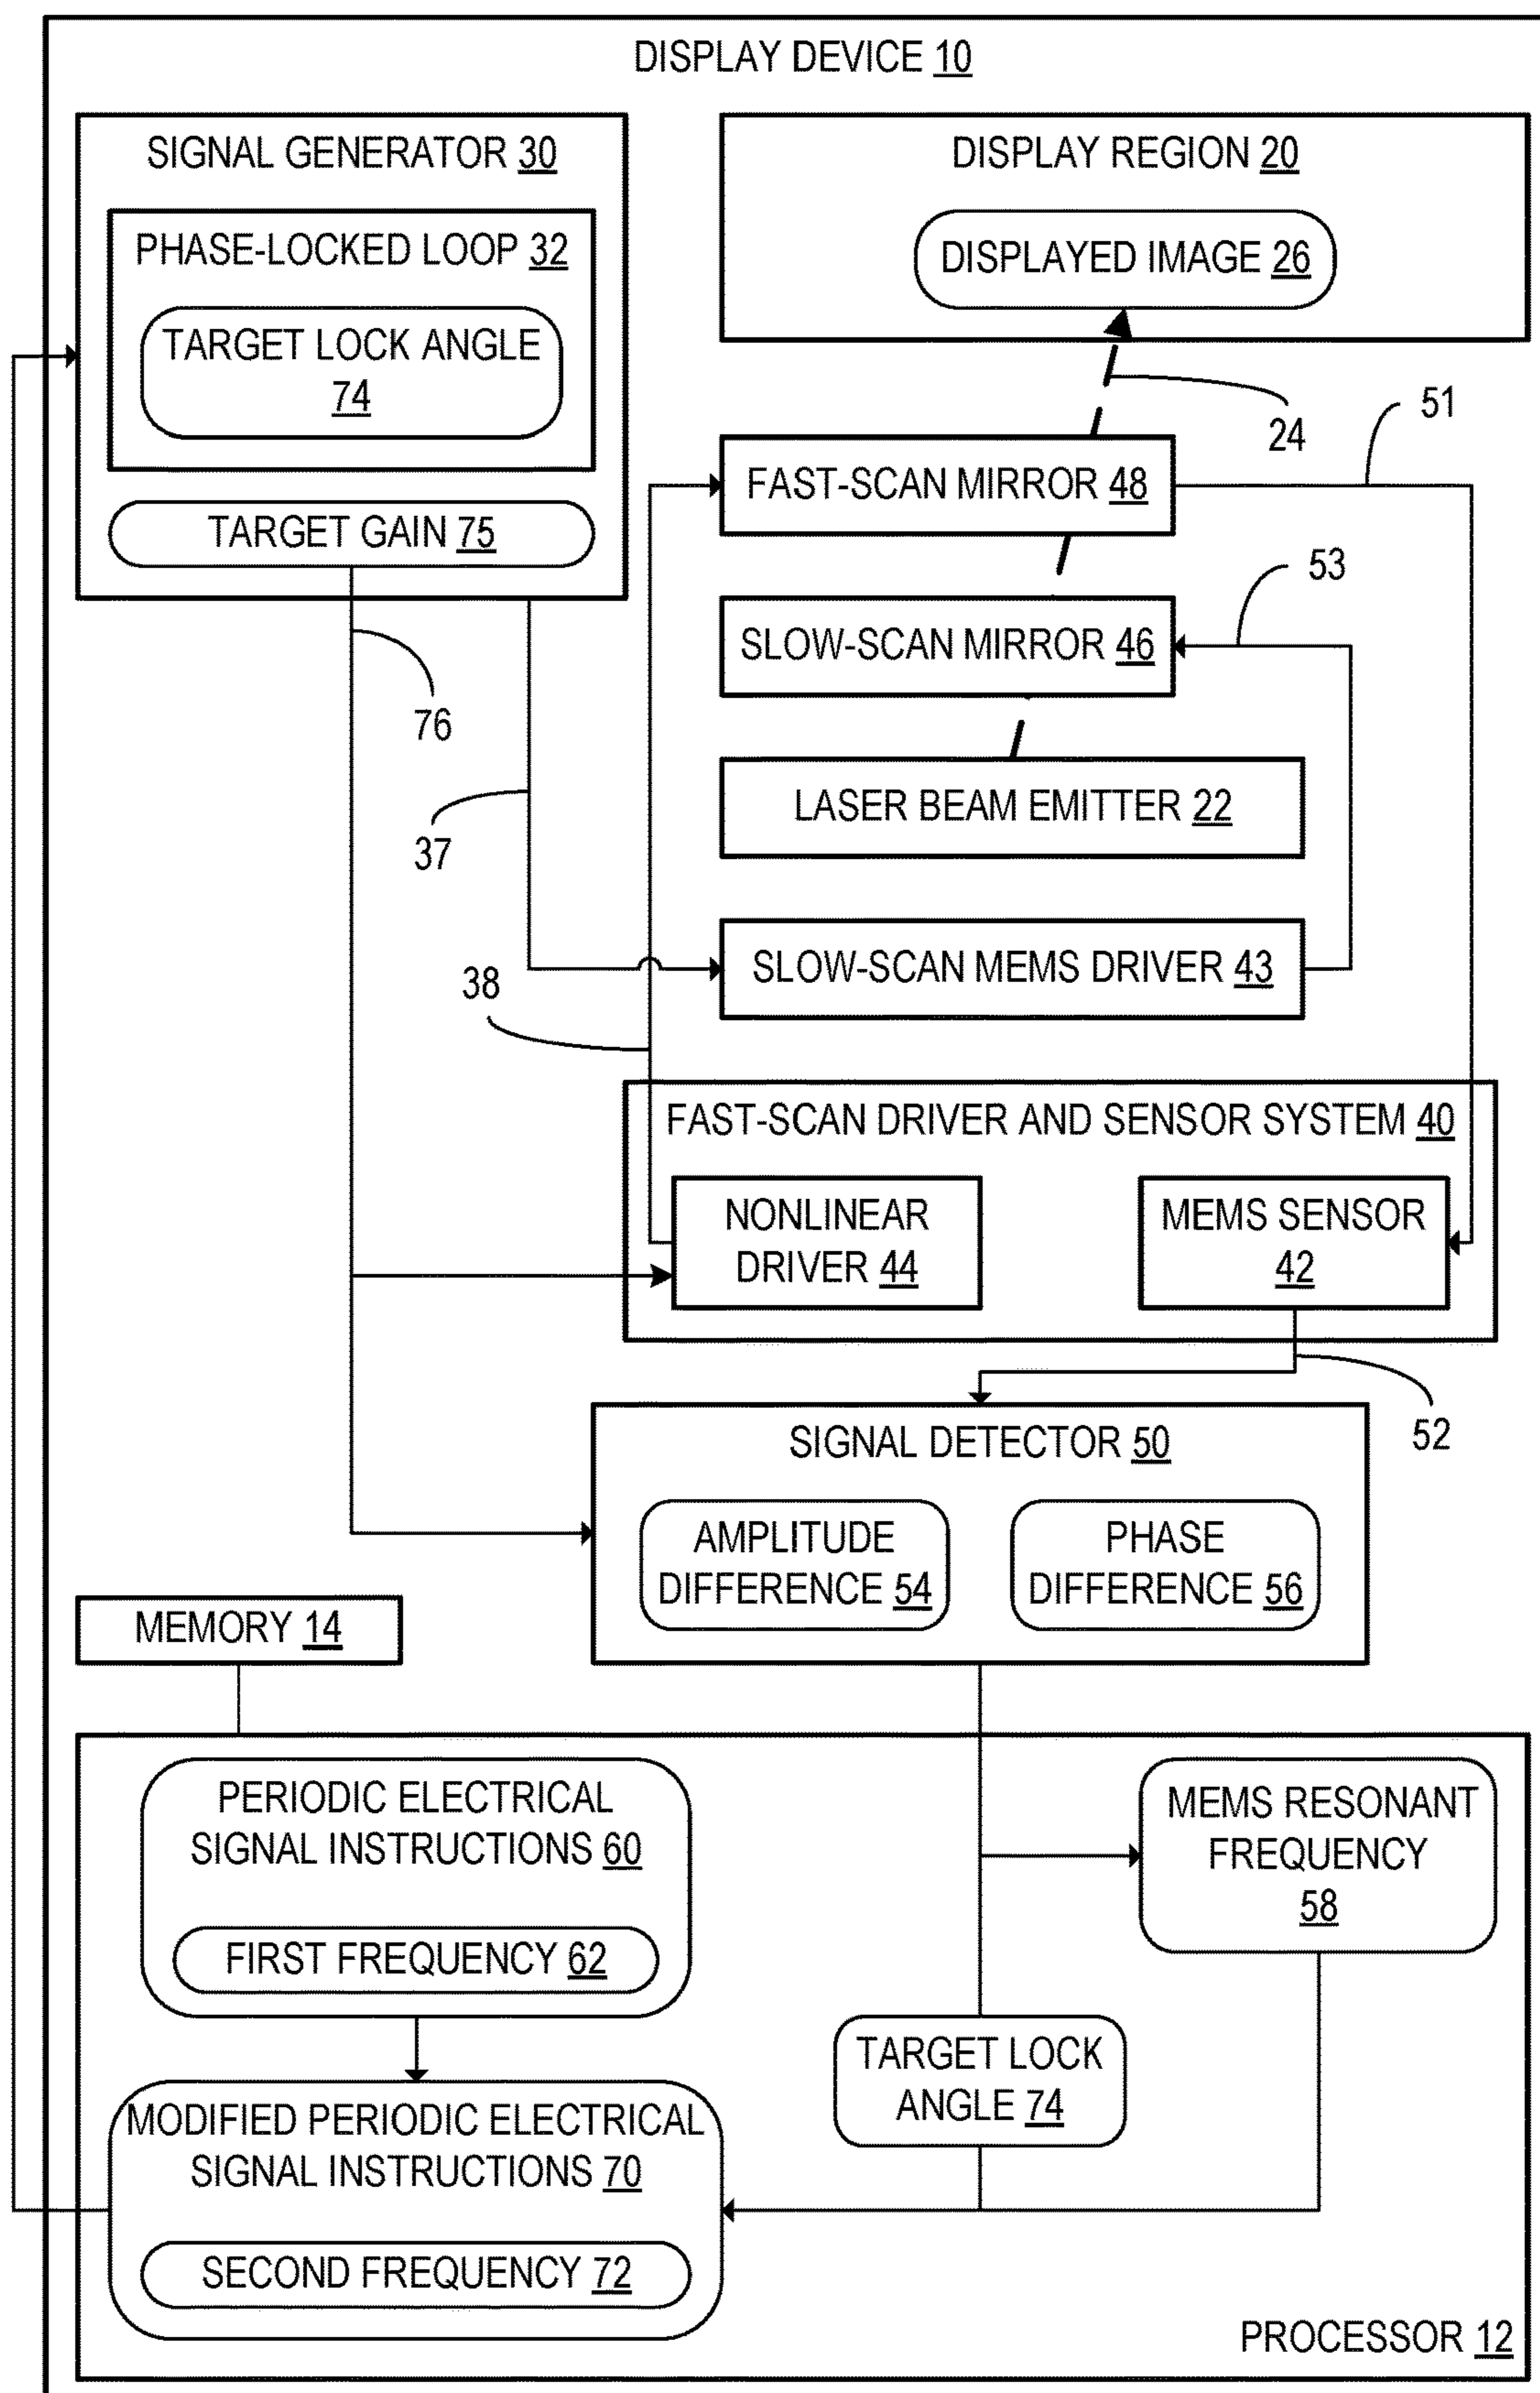 DISPLAY DEVICE 10
SIGNAL GENERATOR 30
PHASE-LOCKED LOOP 32
TARGET LOCK ANGLE
74
TARGET GAIN 75
DISPLAY REGION 20
DISPLAYED IMAGE 26
24
51
FAST-SCAN MIRROR 48
53
SLOW-SCAN MIRROR 46
76
LASER BEAM EMITTER 22
37
SLOW-SCAN MEMS DRIVER 43
38
FAST-SCAN DRIVER AND SENSOR SYSTEM 40
NONLINEAR
DRIVER 44
MEMS SENSOR
42
52
SIGNAL DETECTOR 50
AMPLITUDE
DIFFERENCE 54
PHASE
DIFFERENCE 56
MEMORY 14
PERIODIC ELECTRICAL
SIGNAL INSTRUCTIONS 60
FIRST FREQUENCY 62
MEMS RESONANT
FREQUENCY
58
TARGET LOCK
ANGLE 74
MODIFIED PERIODIC ELECTRICAL
SIGNAL INSTRUCTIONS 70
SECOND FREQUENCY 72
PROCESSOR 12